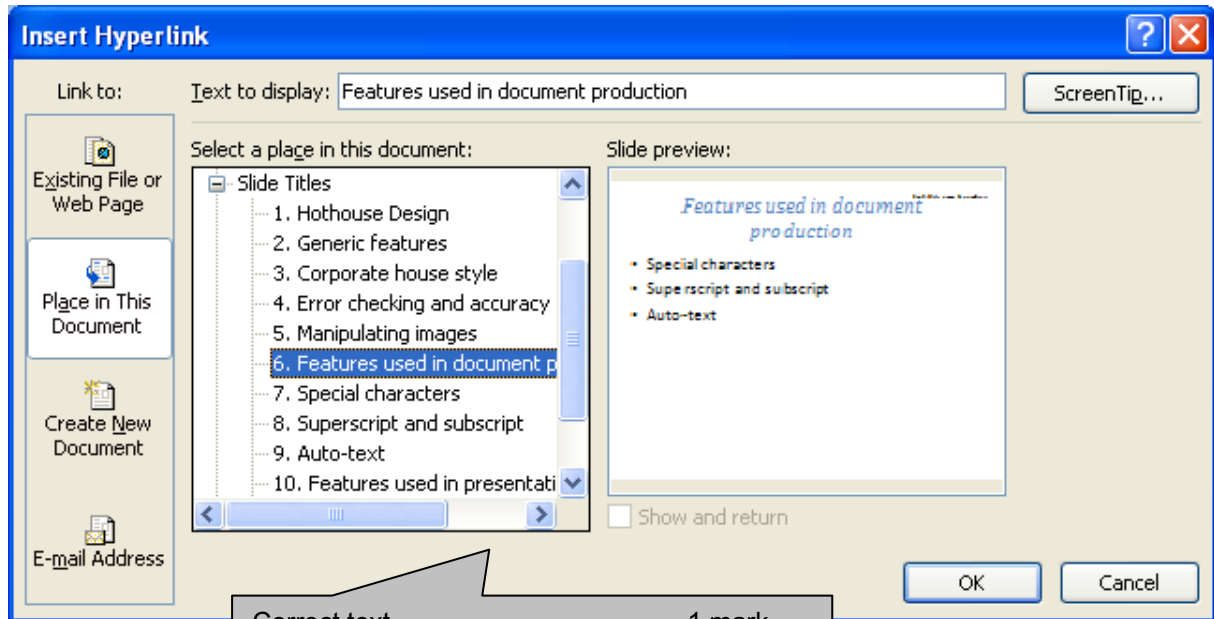 Insert Hyperlink
Link to:
Text to display: Features used in document production
ScreenTip...
Existing File or
Web Page
Place in This
Document
Create New
Document
E-mail Address
Select a place in this document:
Slide Titles
1. Hothouse Design
2. Generic features
3. Corporate house style
4. Error checking and accuracy
5. Manipulating images
6. Features used in document p
7. Special characters
8. Superscript and subscript
9. Auto-text
10. Features used in presentati
Slide preview:
Features used in document
production
• Special characters
• Superscript and subscript
• Auto-text
Show and return
OK
Cancel
Correct text 1 mark